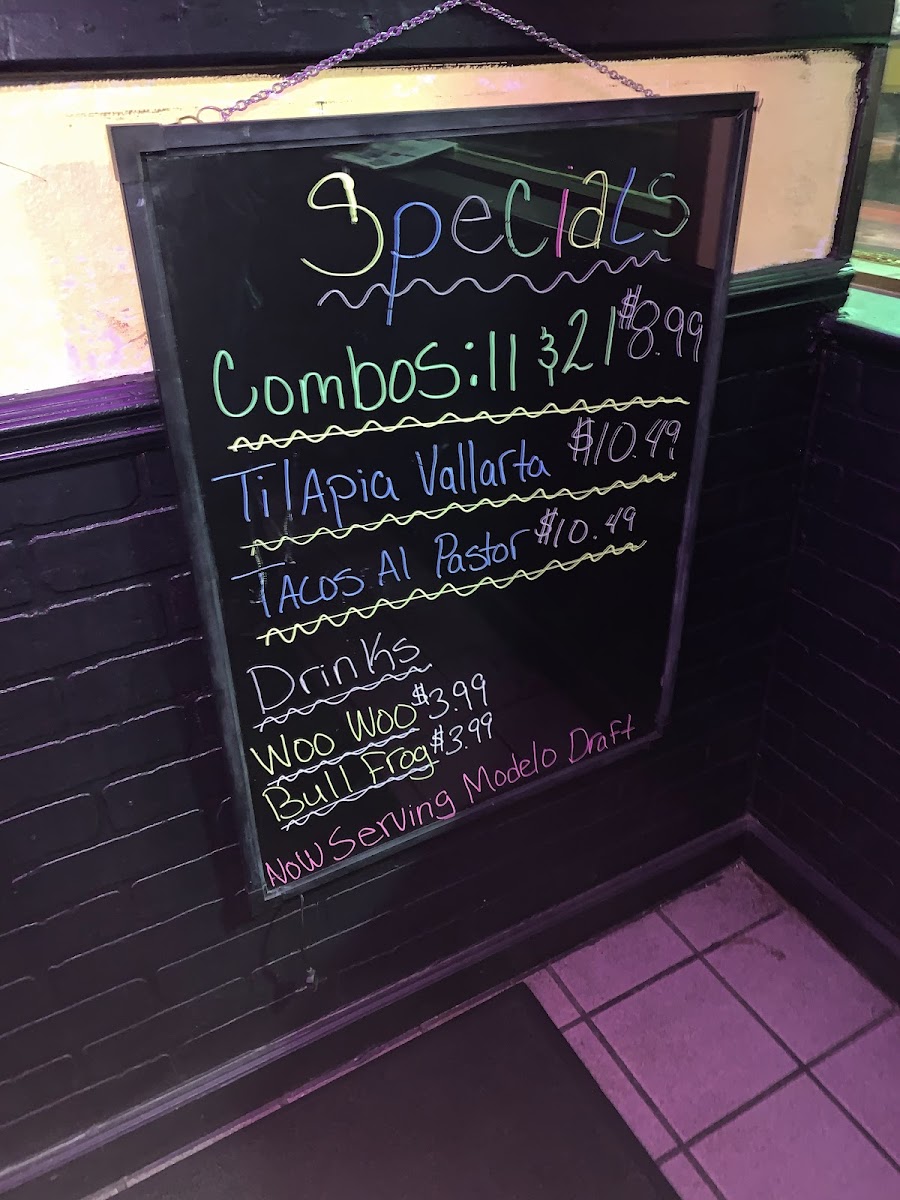 Specials
Combos: 11 & 21 $8.99
TilApia Vallarta $10.49
TAcos Al Pastor $10.49
Drinks
Woo Woo $3.99
Bull Frog $3.99
Now Serving Modelo Draft